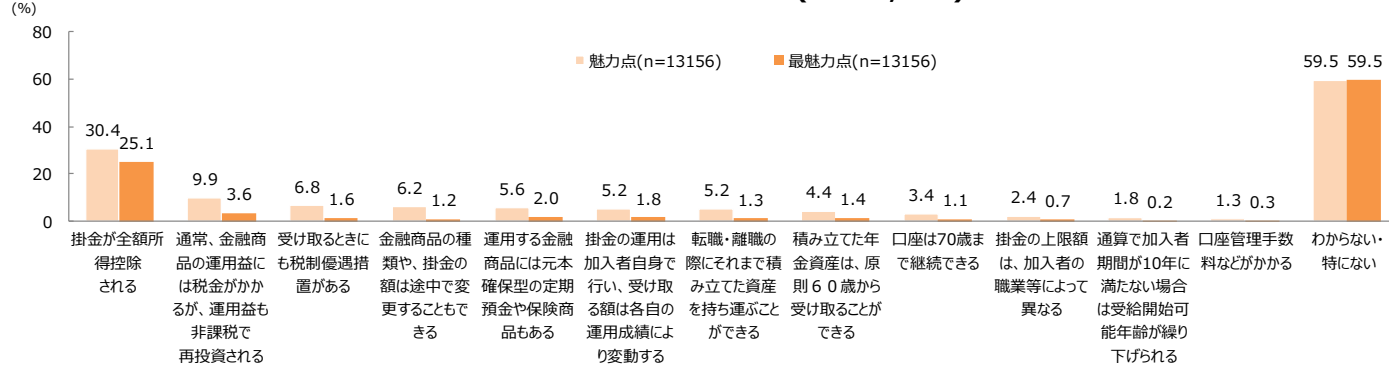 (%)
80
60
40
20
0
魅力点(n=13156)
最魅力点(n=13156)
30.4
25.1
9.9
3.6
6.8
1.6
6.2
1.2
5.6
2.0
5.2
1.8
5.2
1.3
4.4
1.4
3.4
1.1
2.4
0.7
1.8
0.2
1.3
0.3
59.5
59.5
掛金が全額所
得控除
される
通常、金融商
品の運用益に
は税金がかか
るが、運用益も
非課税で
再投資される
受け取るときに
も税制優遇措
置がある
金融商品の種
類や、掛金の
額は途中で変
更することもで
きる
運用する金融
商品には元本
確保型の定期
預金や保険商
品もある
掛金の運用は
加入者自身で
行い、受け取
る額は各自の
運用成績によ
り変動する
転職・離職の
際にそれまで積
み立てた資産
を持ち運ぶこと
ができる
積み立てた年
金資産は、原
則６０歳から
受け取ることが
できる
口座は70歳ま
で継続できる
掛金の上限額
は、加入者の
職業等によって
異なる
通算で加入者
期間が10年に
満たない場合
は受給開始可
能年齢が繰り
下げられる
口座管理手数
料などがかかる
わからない・
特にない